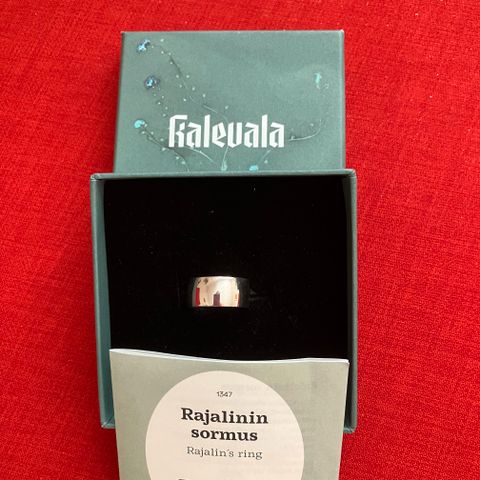 Kalevala
1347
Rajalinin
sormus
Rajalin's ring